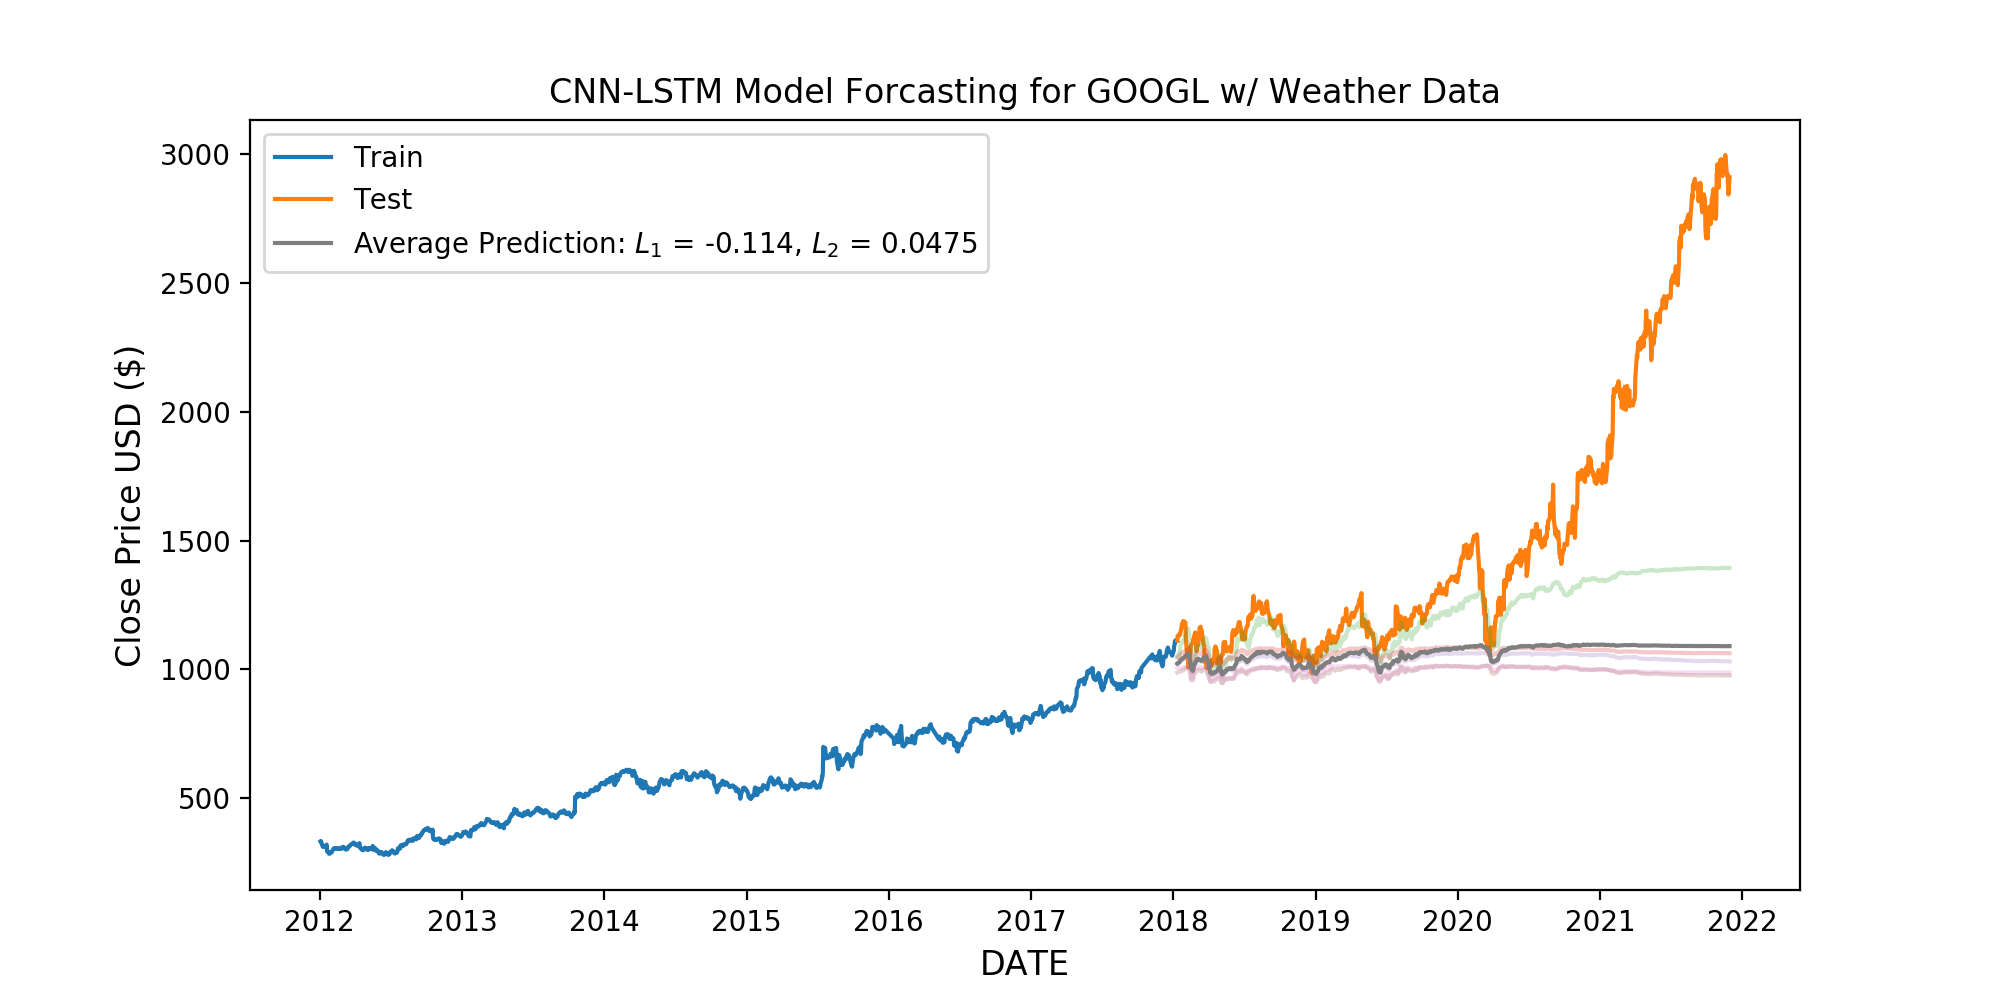 CNN-LSTM Model Forcasting for GOOGL w/ Weather Data
Train
Test
Average Prediction: L₁ = -0.114, L₂ = 0.0475
Close Price USD ($)
3000
2500
2000
1500
1000
500
2012 2013 2014 2015 2016 2017 2018 2019 2020 2021 2022
DATE